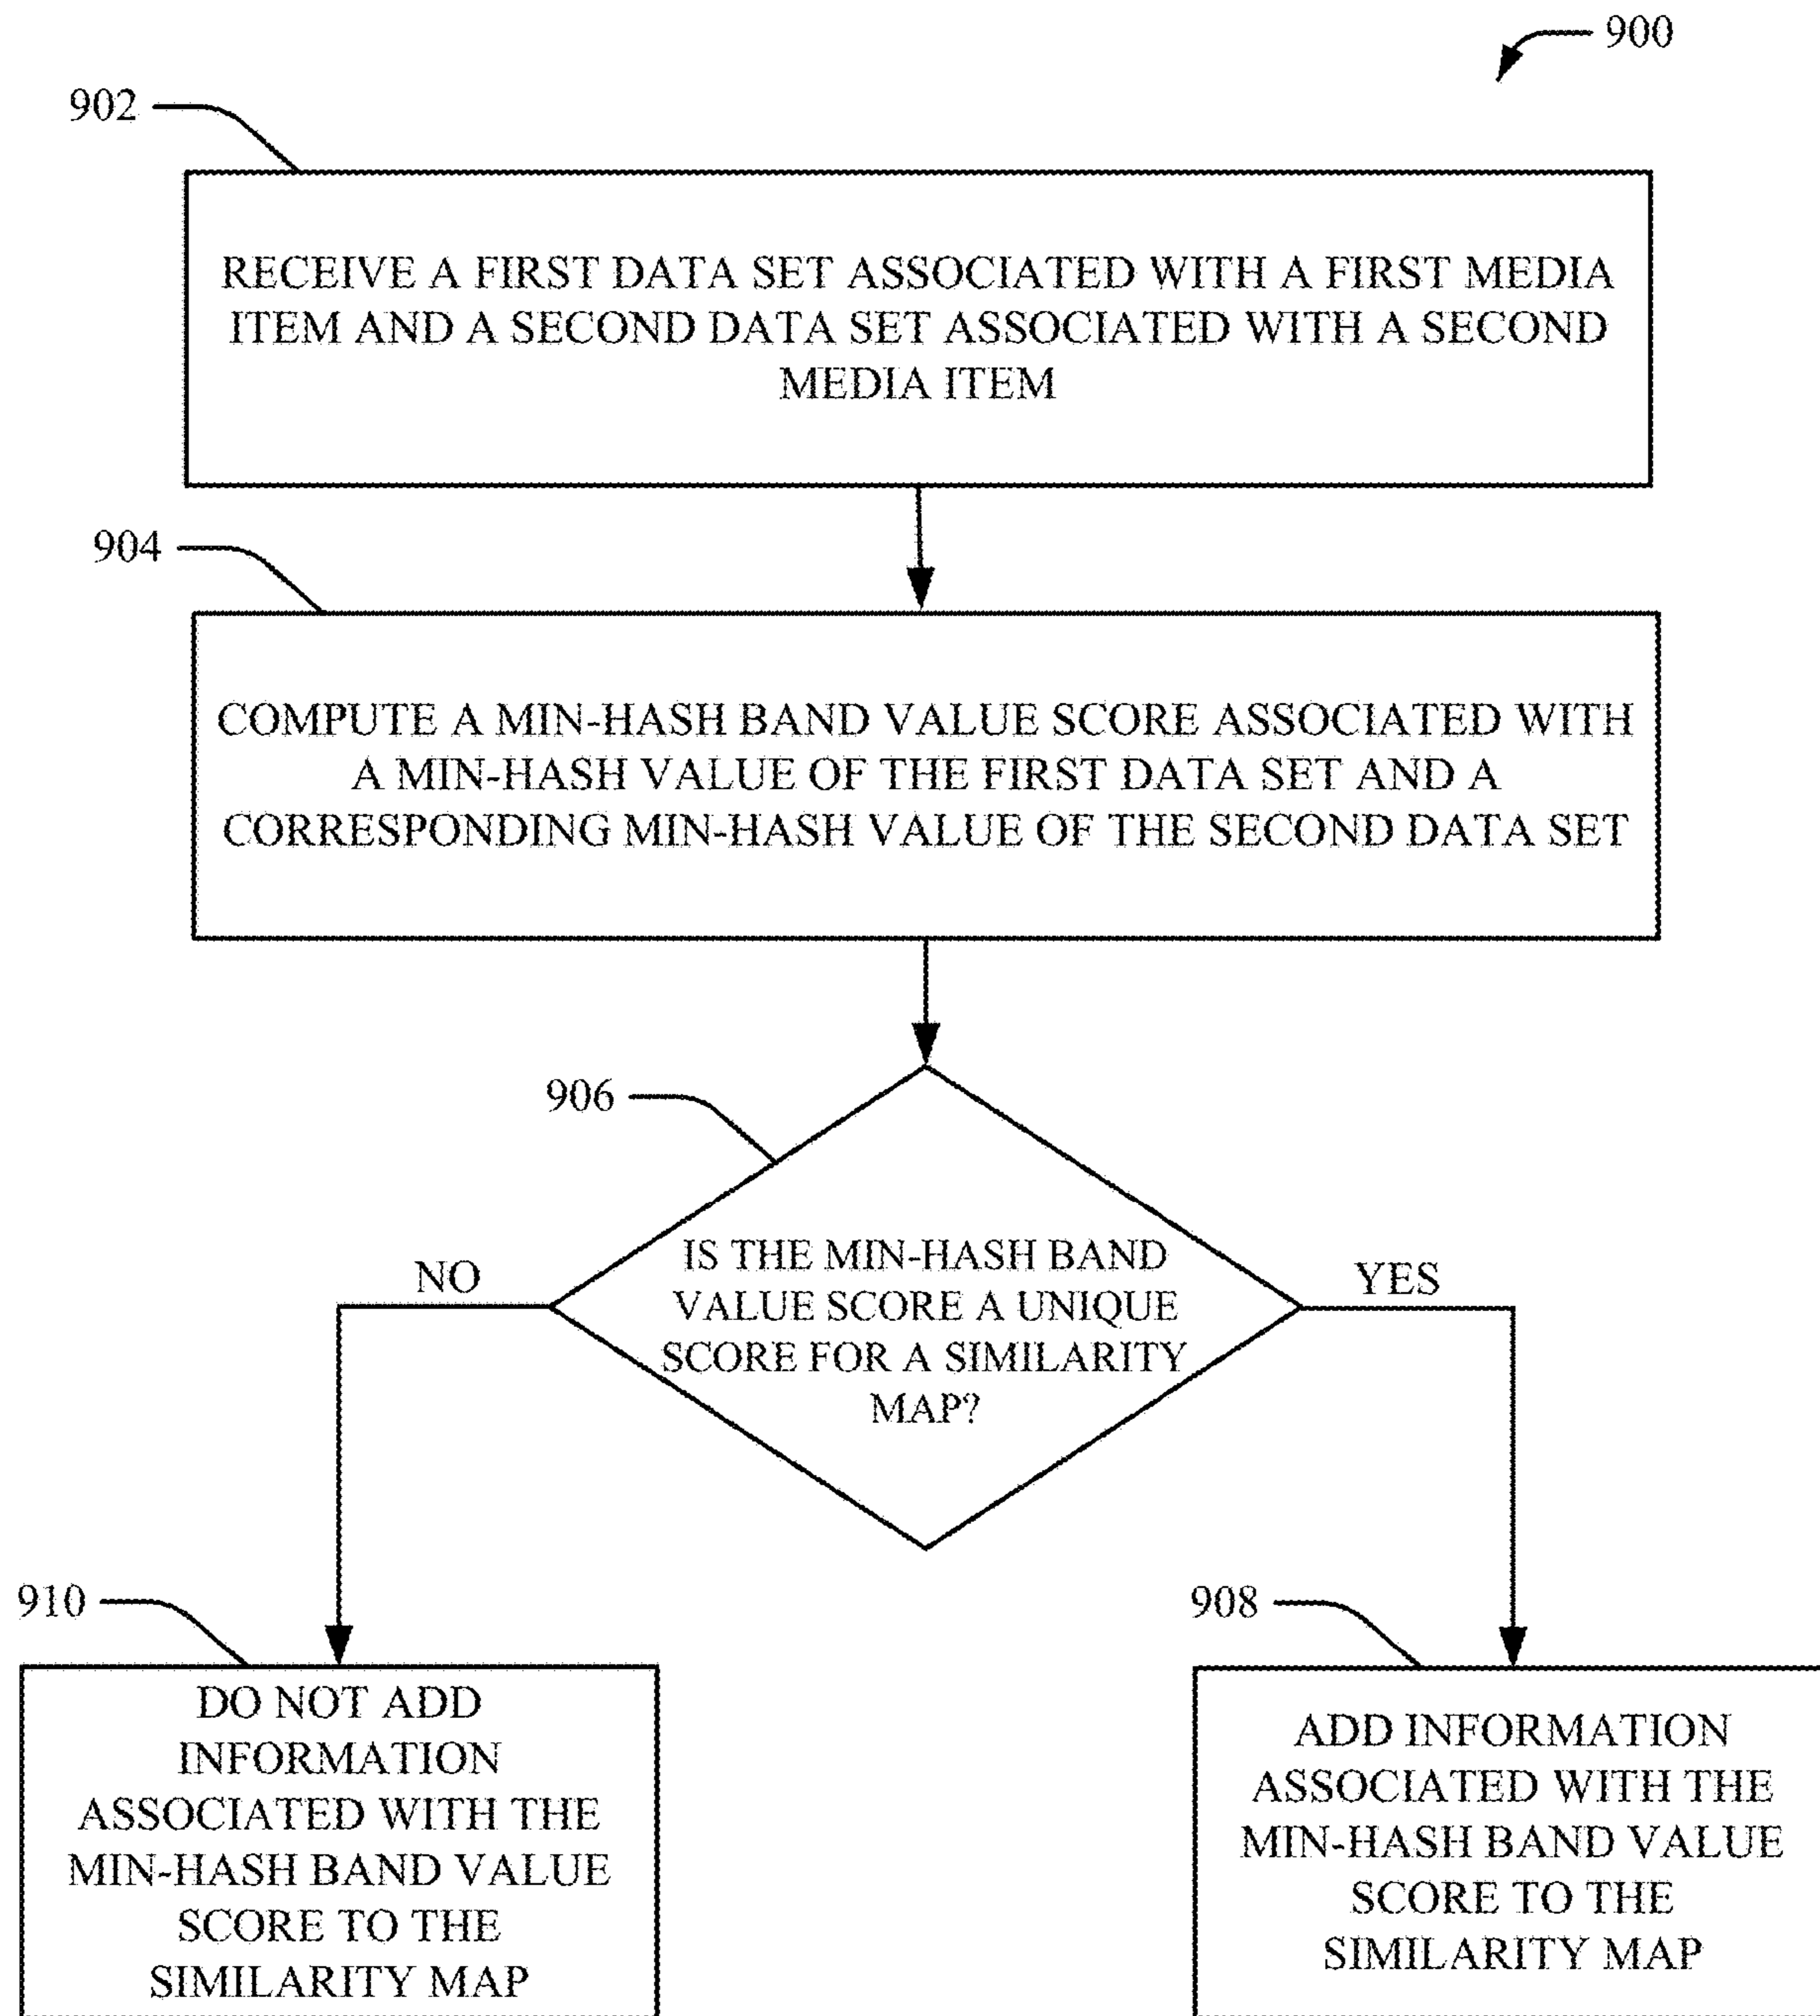 900
902
RECEIVE A FIRST DATA SET ASSOCIATED WITH A FIRST MEDIA
ITEM AND A SECOND DATA SET ASSOCIATED WITH A SECOND
MEDIA ITEM
904
COMPUTE A MIN-HASH BAND VALUE SCORE ASSOCIATED WITH
A MIN-HASH VALUE OF THE FIRST DATA SET AND A
CORRESPONDING MIN-HASH VALUE OF THE SECOND DATA SET
906
IS THE MIN-HASH BAND
VALUE SCORE A UNIQUE
SCORE FOR A SIMILARITY
MAP?
NO
YES
910
DO NOT ADD
INFORMATION
ASSOCIATED WITH THE
MIN-HASH BAND VALUE
SCORE TO THE
SIMILARITY MAP
908
ADD INFORMATION
ASSOCIATED WITH THE
MIN-HASH BAND VALUE
SCORE TO THE
SIMILARITY MAP